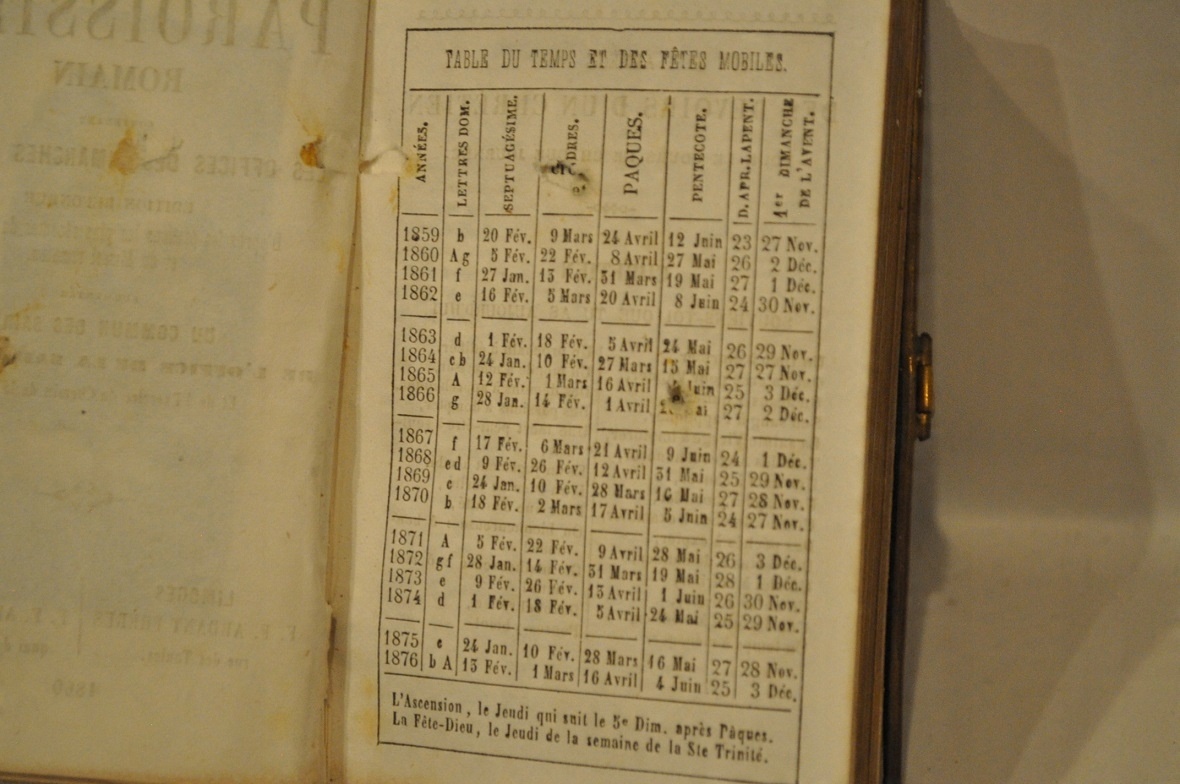 TABLE DU TEMPS ET DES FÊTES MOBILES.
ANNÉES. LETTRES DOM. SEPTUAGÉSIME. PAQUES. PENTECOTE. D. APR. LAPENT. 1er DIMANCHE DE L'AVENT.
1859 b 20 Fév. 9 Mars 24 Avril 12 Juin 23 27 Nov.
1860 A g 5 Fév. 22 Fév. 8 Avril 27 Mai 26 2 Déc.
1861 f 27 Jan. 13 Fév. 31 Mars 19 Mai 27 1 Déc.
1862 e 16 Fév. 5 Mars 20 Avril 8 Juin 24 30 Nov.
1863 d 1 Fév. 18 Fév. 5 Avril 24 Mai 26 29 Nov.
1864 cb 24 Jan. 10 Fév. 27 Mars 15 Mai 27 27 Nov.
1865 A 12 Fév. 1 Mars 16 Avril Juin 25 3 Déc.
1866 g 28 Jan. 14 Fév. 1 Avril 27 2 Déc.
1867 f 17 Fév. 6 Mars 21 Avril 9 Juin 24 1 Déc.
1868 ed 9 Fév. 26 Fév. 12 Avril 31 Mai 25 29 Nov.
1869 c 24 Jan. 10 Fév. 28 Mars 16 Mai 27 28 Nov.
1870 b 18 Fév. 2 Mars 17 Avril 5 Juin 24 27 Nov.
1871 A 5 Fév. 22 Fév. 9 Avril 28 Mai 26 3 Déc.
1872 gf 28 Jan. 14 Fév. 31 Mars 19 Mai 28 1 Déc.
1873 e 9 Fév. 26 Fév. 13 Avril 1 Juin 26 30 Nov.
1874 d 1 Fév. 18 Fév. 5 Avril 24 Mai 25 29 Nov.
1875 c 24 Jan. 10 Fév. 28 Mars 16 Mai 27 28 Nov.
1876 b A 13 Fév. 1 Mars 16 Avril 4 Juin 25 3 Déc.
L'Ascension, le Jeudi qui suit le 5e Dim. après Pâques.
La Fête-Dieu, le Jeudi de la semaine de la Ste Trinité.